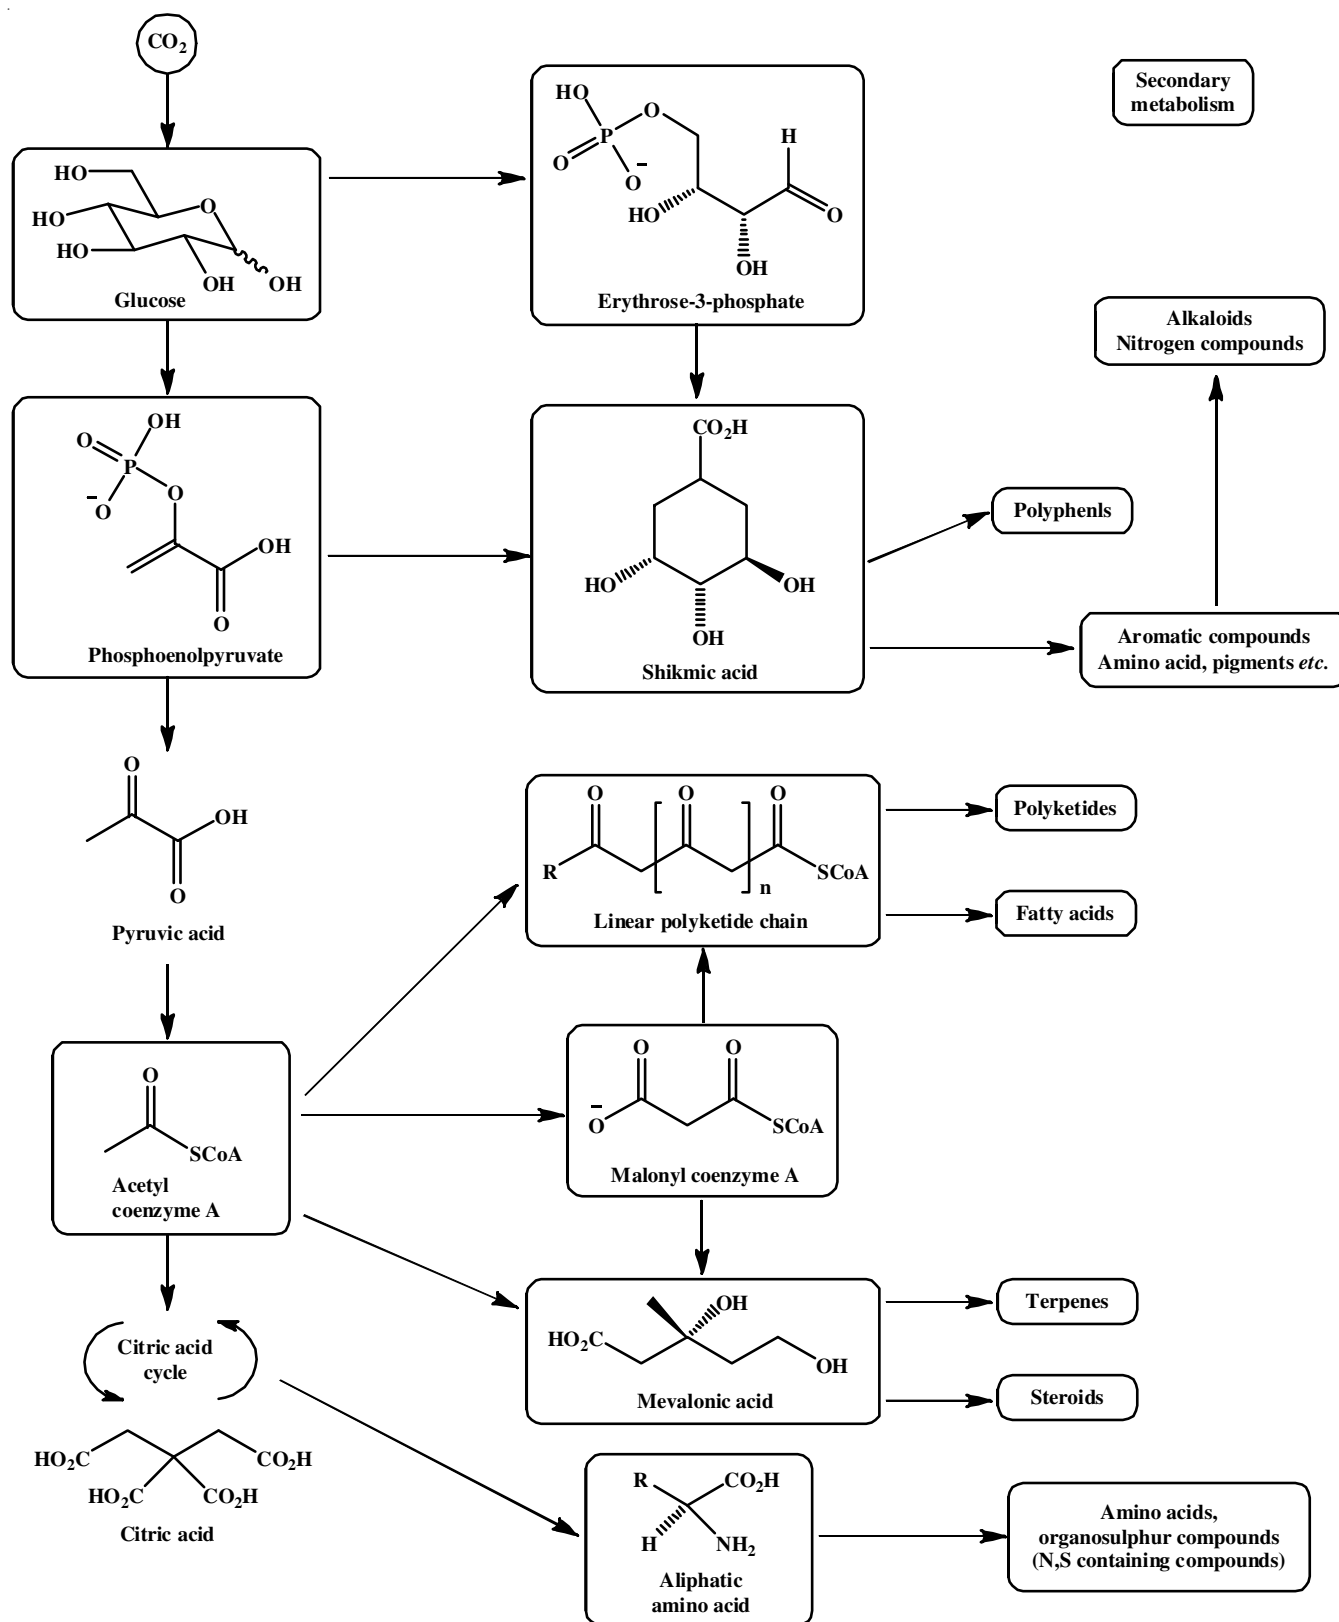 CO2
Secondary
metabolism
HO
O
P
O
O
−
H
O
HO
OH
Erythrose-3-phosphate
HO
HO
O
HO
OH
OH
Glucose
Alkaloids
Nitrogen compounds
OH
O
P
−
O
O
OH
O
Phosphoenolpyruvate
CO2H
HO
OH
OH
Shikmic acid
Polyphenls
Aromatic compounds
Amino acid, pigments etc.
O
OH
O
Pyruvic acid
O
O
O
R
SCoA
n
Linear polyketide chain
Polyketides
Fatty acids
O
SCoA
Acetyl
coenzyme A
O
O
−
O
SCoA
Malonyl coenzyme A
OH
HO2C
OH
Mevalonic acid
Terpenes
Steroids
Citric acid
cycle
HO2C
CO2H
HO2C
CO2H
Citric acid
R
CO2H
H
NH2
Aliphatic
amino acid
Amino acids,
organosulphur compounds
(N,S containing compounds)